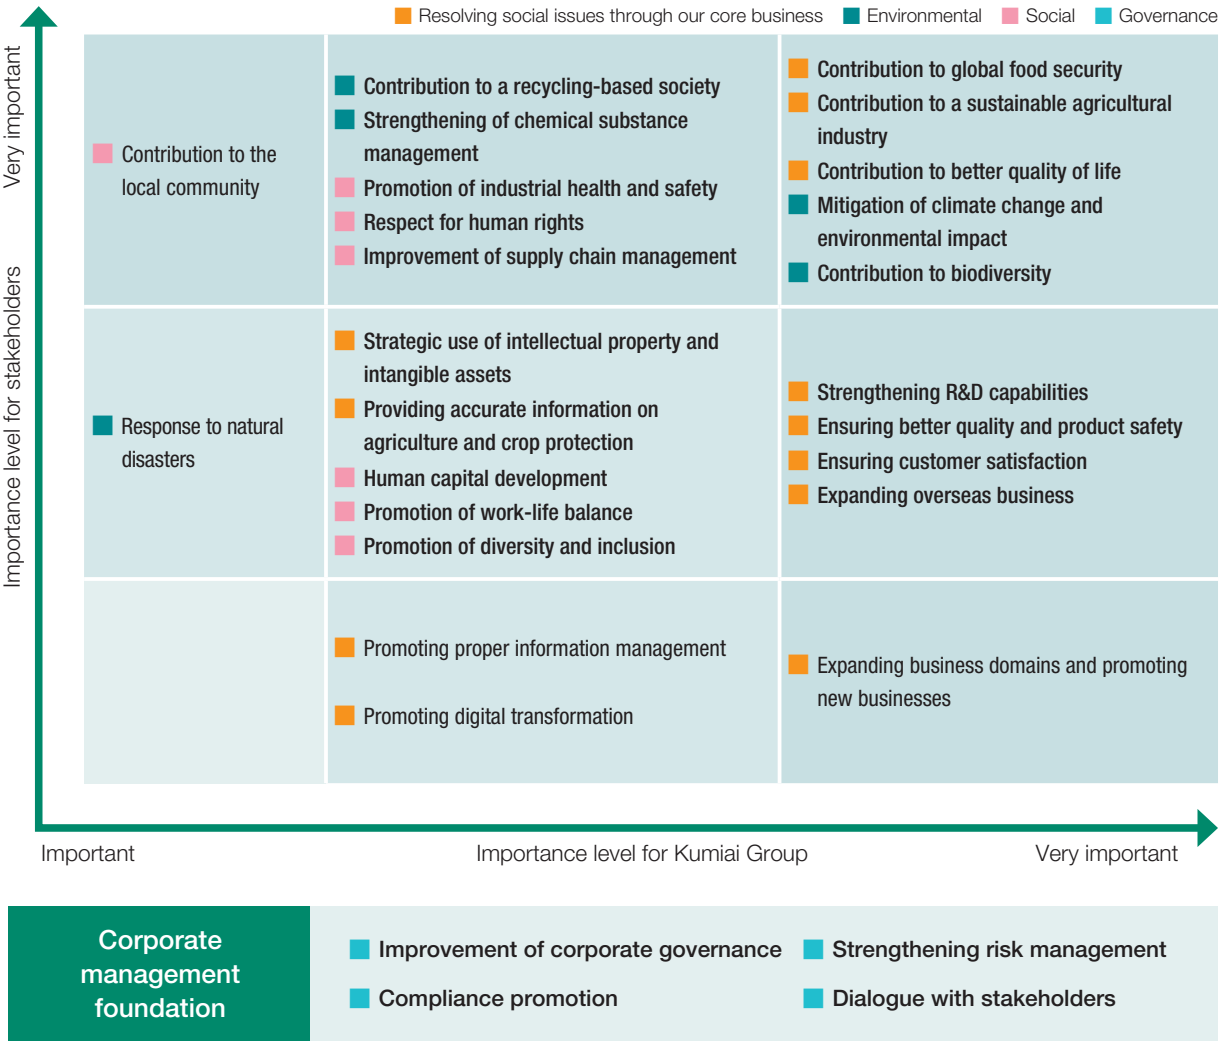 Resolving social issues through our core business
Environmental
Social
Governance
Very important
Importance level for stakeholders
Contribution to the
local community
Contribution to a recycling-based society
Strengthening of chemical substance
management
Promotion of industrial health and safety
Respect for human rights
Improvement of supply chain management
Contribution to global food security
Contribution to a sustainable agricultural
industry
Contribution to better quality of life
Mitigation of climate change and
environmental impact
Contribution to biodiversity
Response to natural
disasters
Strategic use of intellectual property and
intangible assets
Providing accurate information on
agriculture and crop protection
Human capital development
Promotion of work-life balance
Promotion of diversity and inclusion
Strengthening R&D capabilities
Ensuring better quality and product safety
Ensuring customer satisfaction
Expanding overseas business
Promoting proper information management
Promoting digital transformation
Expanding business domains and promoting
new businesses
Important
Importance level for Kumiai Group
Very important
Corporate
management
foundation
Improvement of corporate governance
Strengthening risk management
Compliance promotion
Dialogue with stakeholders